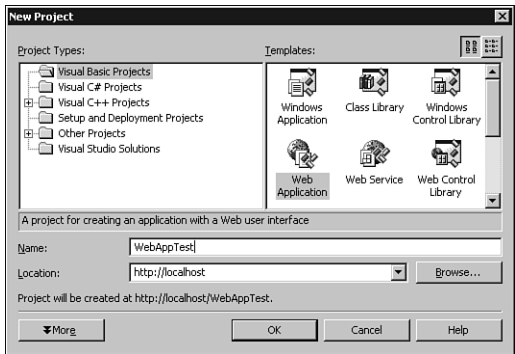 New Project
Project Types:
Templates:
Visual Basic Projects
Visual C# Projects
Visual C++ Projects
Setup and Deployment Projects
Other Projects
Visual Studio Solutions
Windows
Application
Class Library
Windows
Control Library
Web
Application
Web Service
Web Control
Library
A project for creating an application with a Web user interface
Name:
WebAppTest
Location:
http://localhost
Browse...
Project will be created at http://localhost/WebAppTest.
More
OK
Cancel
Help